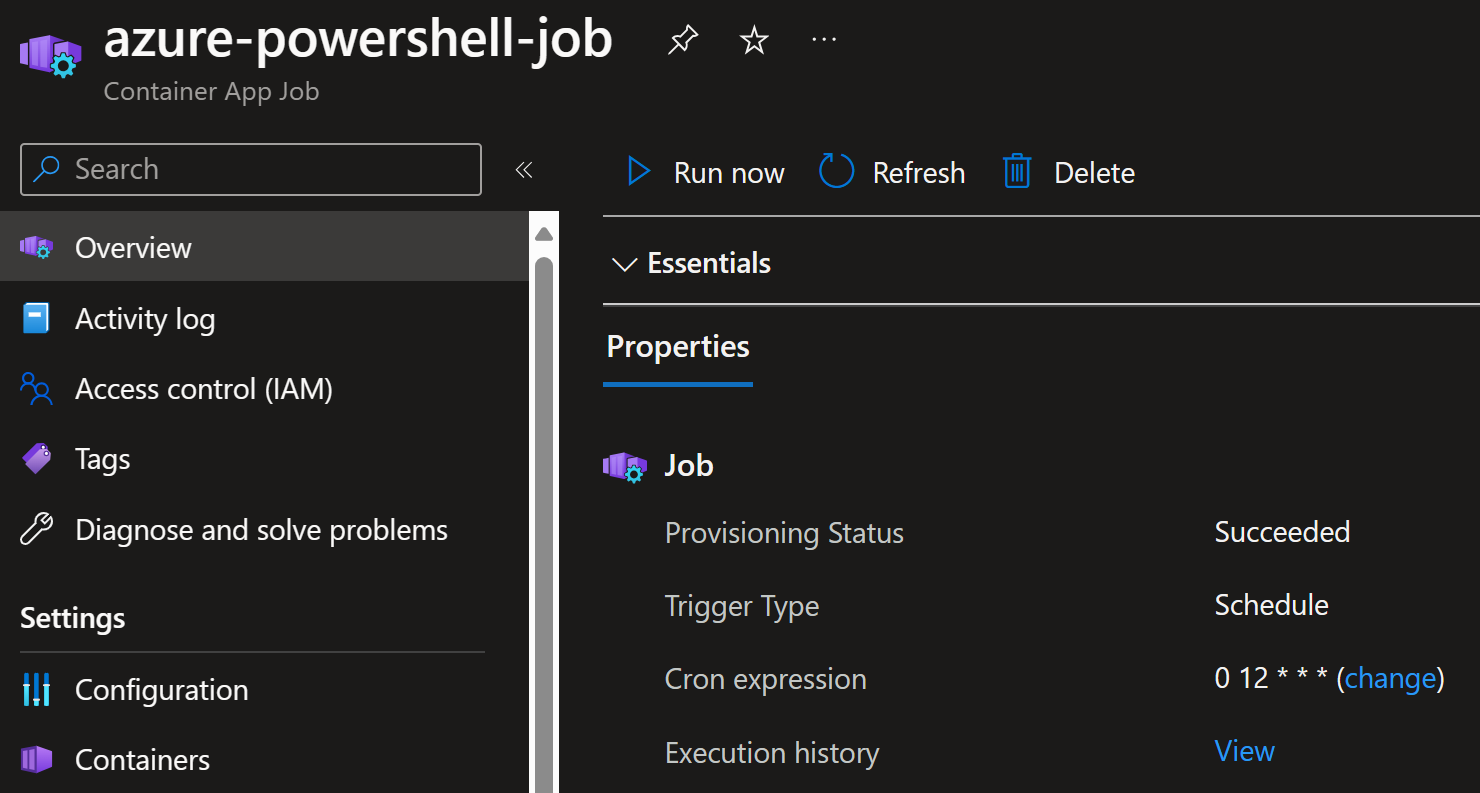 azure-powershell-job
Container App Job
Search
Overview
Activity log
Access control (IAM)
Tags
Diagnose and solve problems
Settings
Configuration
Containers
Run now Refresh Delete
Essentials
Properties
Job
Provisioning Status Succeeded
Trigger Type Schedule
Cron expression 0 12 * * * (change)
Execution history View